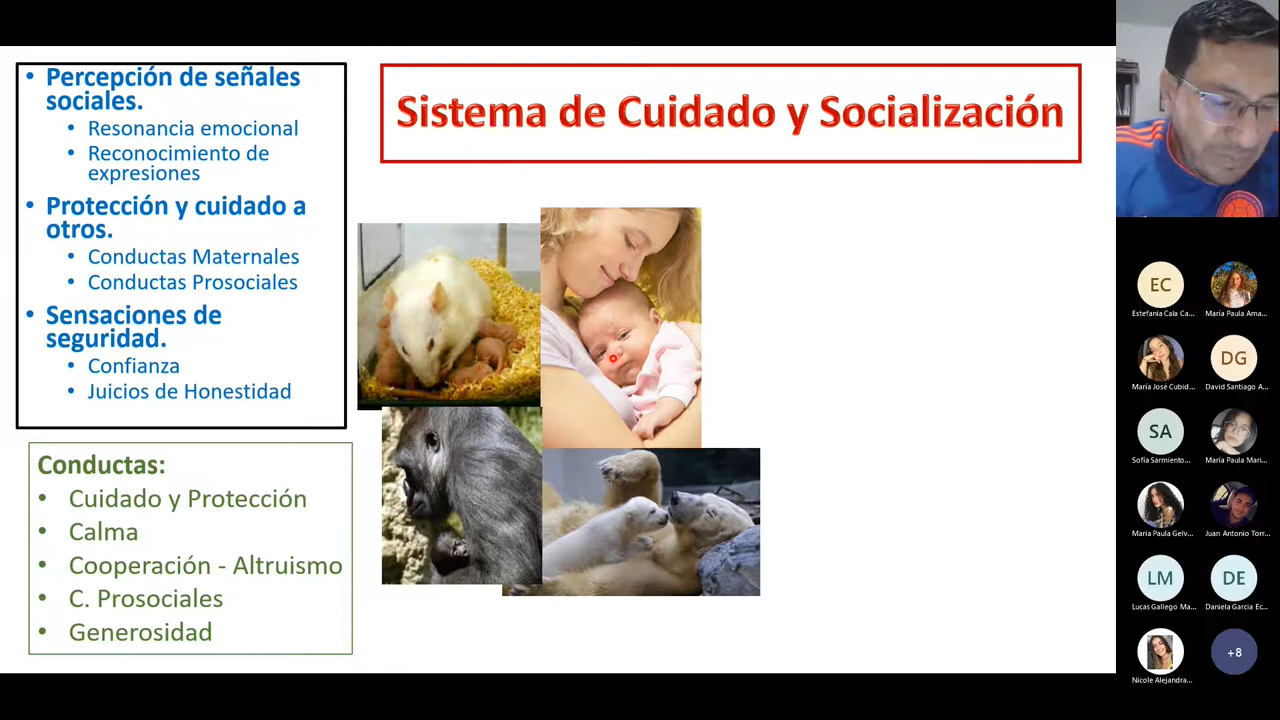 • Percepción de señales
sociales.
• Resonancia emocional
• Reconocimiento de
expresiones
• Protección y cuidado a
otros.
• Conductas Maternales
• Conductas Prosociales
• Sensaciones de
seguridad.
• Confianza
• Juicios de Honestidad
Conductas:
• Cuidado y Protección
• Calma
• Cooperación - Altruismo
• C. Prosociales
• Generosidad
Sistema de Cuidado y Socialización
EC
Estefania Cala Ca...
María Paula Ama...
María José Cubid...
DG
David Santiago A...
SA
Sofía Sarmiento...
María Paula Mari...
Maria Paula Gelv...
Juan Antonio Torr...
LM
Lucas Gallego Ma...
DE
Daniela Garcia Ec...
Nicole Alejandra...
+8